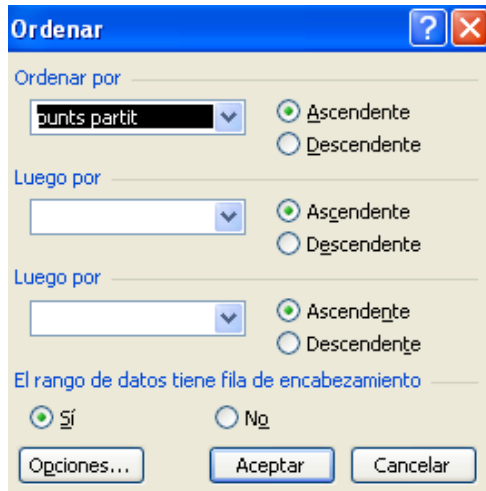 Ordenar
Ordenar por
punts partit
Ascendente
Descendente
Luego por
Ascendente
Descendente
Luego por
Ascendente
Descendente
El rango de datos tiene fila de encabezamiento
Sí No
Opciones... Aceptar Cancelar